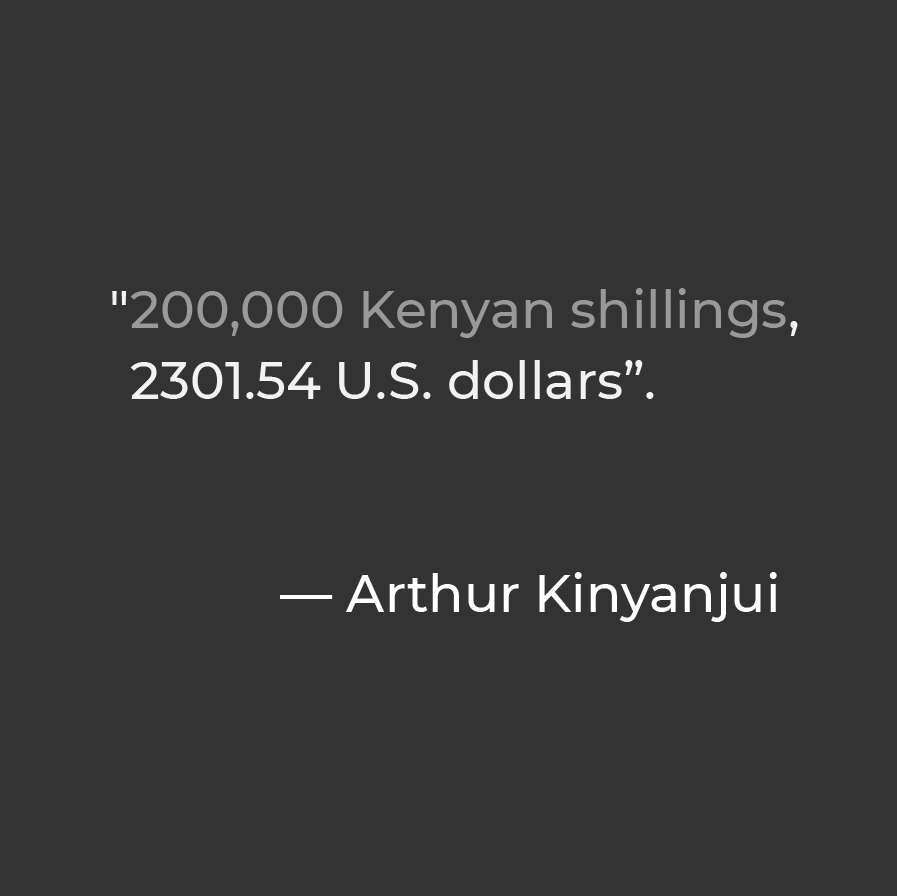 "200,000 Kenyan shillings,
2301.54 U.S. dollars”.
— Arthur Kinyanjui